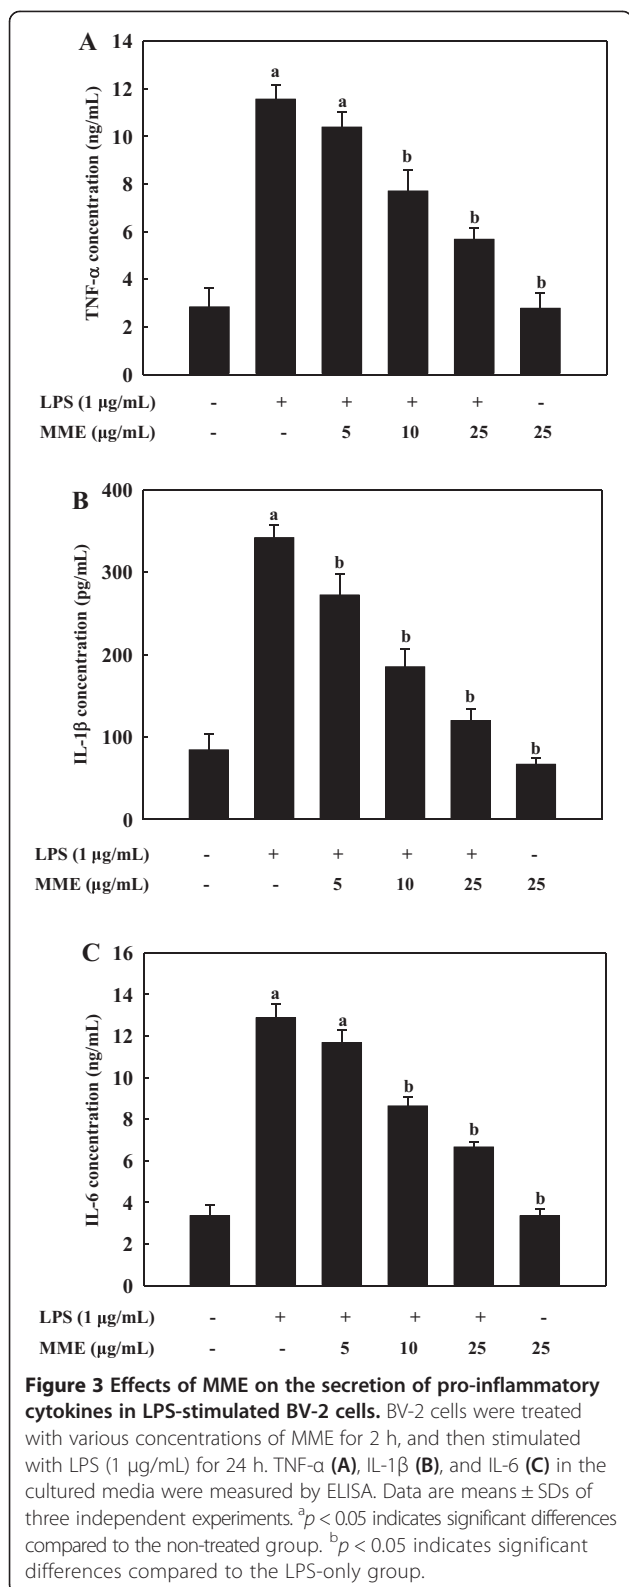 A
14
12
10
8
6
4
2
0
TNF-α concentration (ng/mL)
a
a
b
b
b
LPS (1 µg/mL) - + + + + -
MME (µg/mL) - - 5 10 25 25
B
400
300
200
100
0
IL-1β concentration (pg/mL)
a
b
b
b
b
LPS (1 µg/mL) - + + + + -
MME (µg/mL) - - 5 10 25 25
C
16
14
12
10
8
6
4
2
0
IL-6 concentration (ng/mL)
a
a
b
b
b
LPS (1 µg/mL) - + + + + -
MME (µg/mL) - - 5 10 25 25
Figure 3 Effects of MME on the secretion of pro-inflammatory
cytokines in LPS-stimulated BV-2 cells. BV-2 cells were treated
with various concentrations of MME for 2 h, and then stimulated
with LPS (1 µg/mL) for 24 h. TNF-α (A), IL-1β (B), and IL-6 (C) in the
cultured media were measured by ELISA. Data are means ± SDs of
three independent experiments. ᵃp < 0.05 indicates significant differences
compared to the non-treated group. ᵇp < 0.05 indicates significant
differences compared to the LPS-only group.